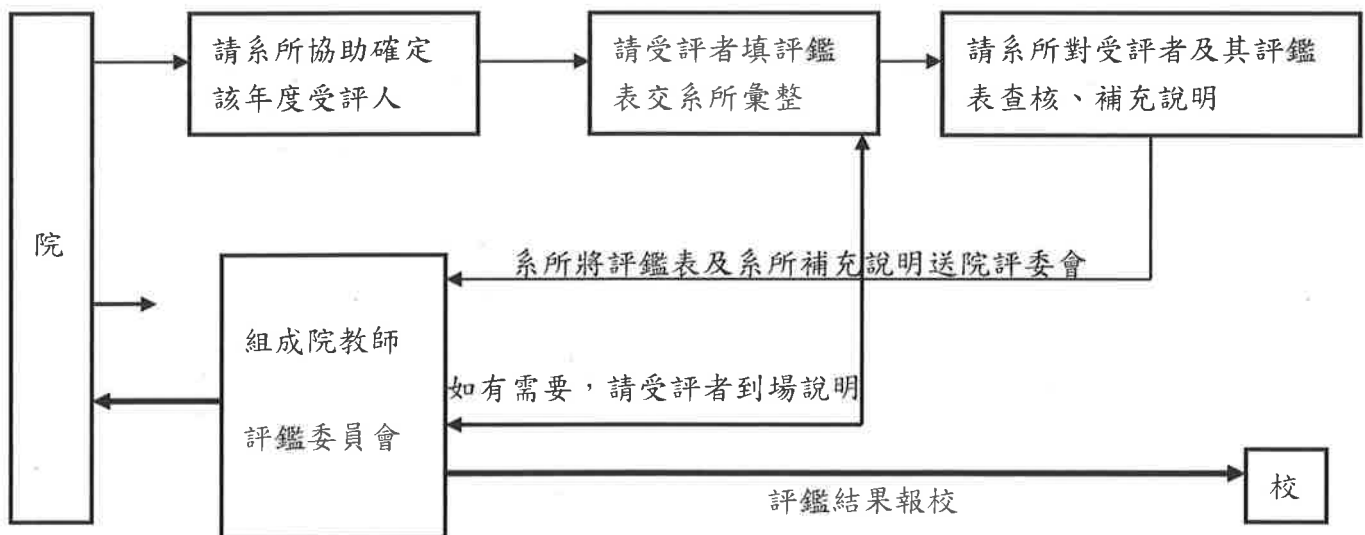 院
請系所協助確定
該年度受評人
請受評者填評鑑
表交系所彙整
請系所對受評者及其評鑑
表查核、補充說明
系所將評鑑表及系所補充說明送院評委會
組成院教師
評鑑委員會
如有需要，請受評者到場說明
評鑑結果報校
校